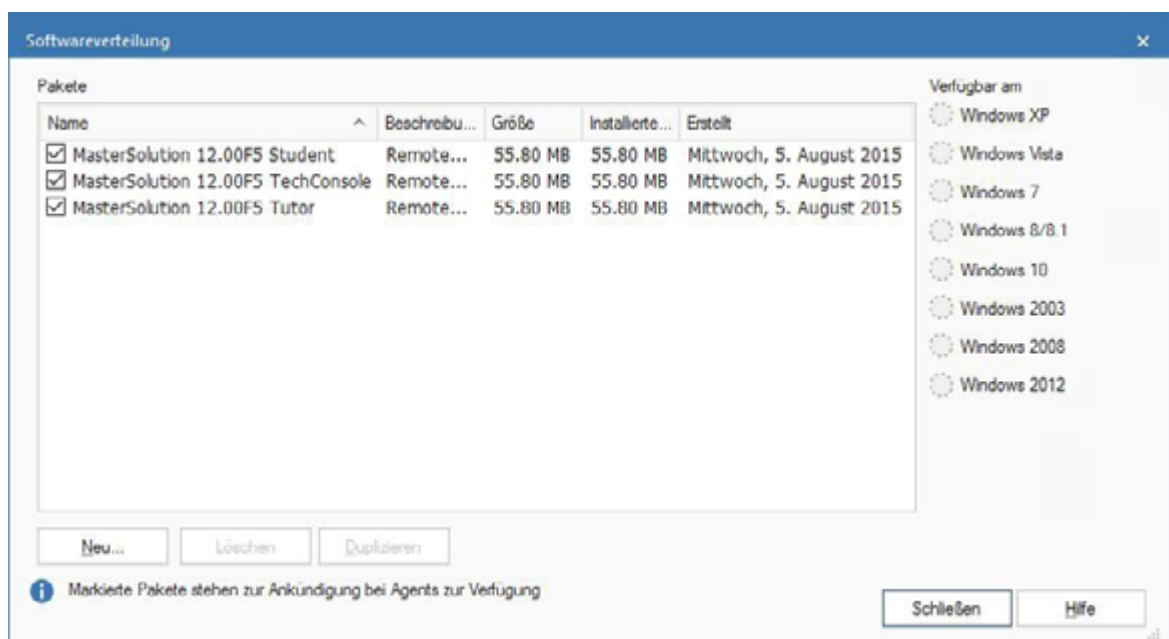 Softwareverteilung
Pakete
Verfügbar am
Name Beschreibu... Größe Installierte... Erstellt
MasterSolution 12.00F5 Student Remote... 55.80 MB 55.80 MB Mittwoch, 5. August 2015
MasterSolution 12.00F5 TechConsole Remote... 55.80 MB 55.80 MB Mittwoch, 5. August 2015
MasterSolution 12.00F5 Tutor Remote... 55.80 MB 55.80 MB Mittwoch, 5. August 2015
Windows XP
Windows Vista
Windows 7
Windows 8/8.1
Windows 10
Windows 2003
Windows 2008
Windows 2012
Neu... Löschen Duplizieren
Markierte Pakete stehen zur Ankündigung bei Agents zur Verfügung
Schließen Hilfe